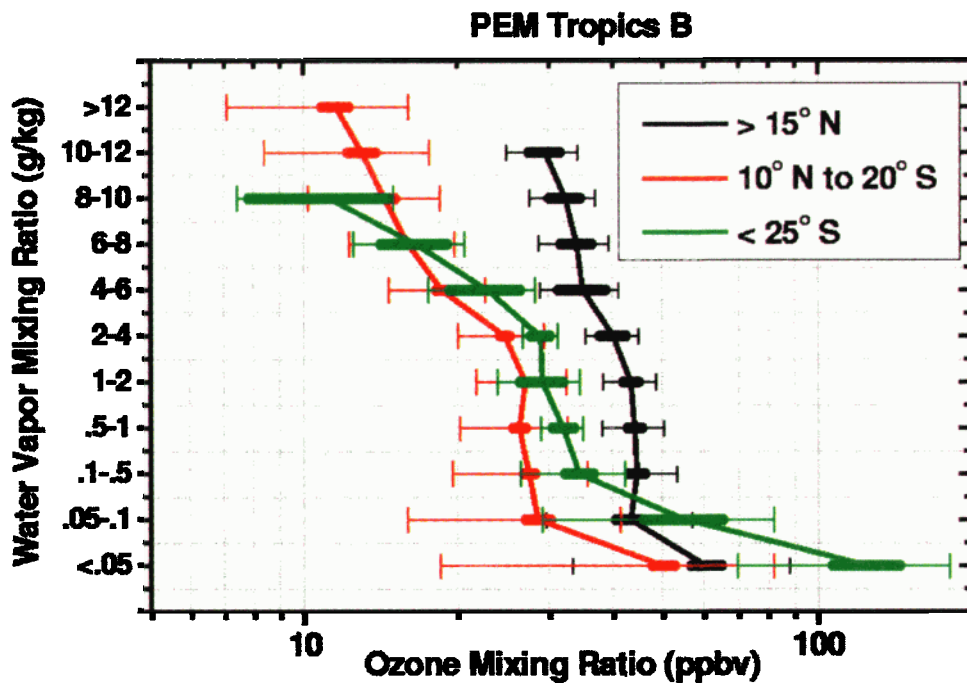 PEM Tropics B
Water Vapor Mixing Ratio (g/kg)
>12
10-12
8-10
6-8
4-6
2-4
1-2
.5-1
.1-.5
.05-.1
<.05
> 15° N
10° N to 20° S
< 25° S
10
100
Ozone Mixing Ratio (ppbv)